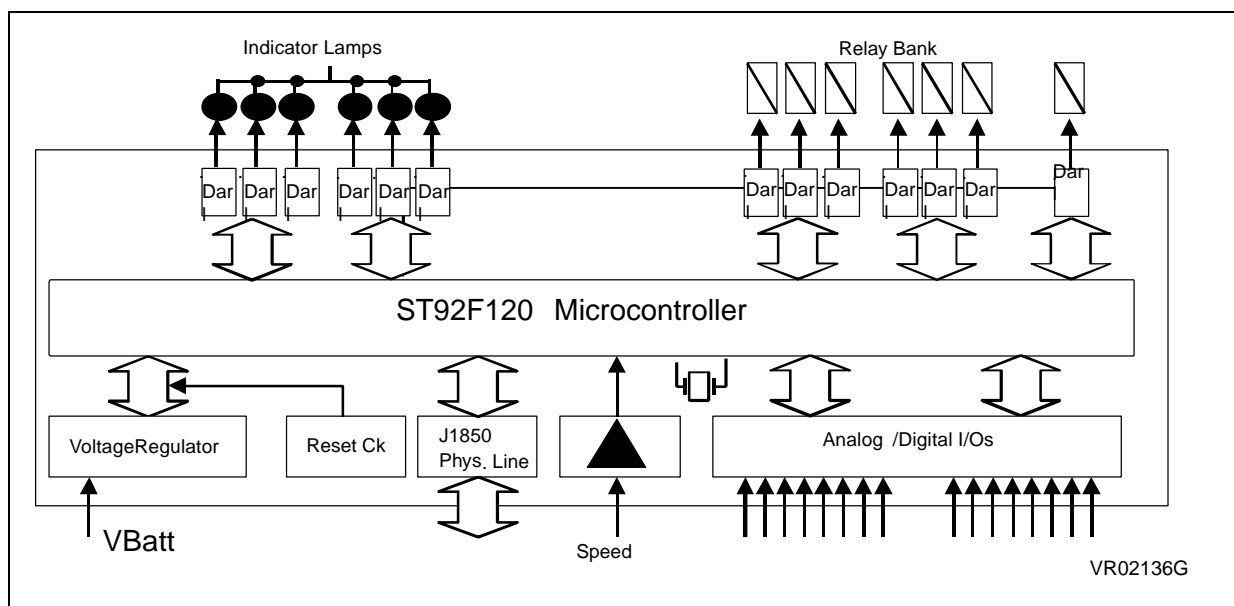 Indicator Lamps
Relay Bank
Dar Dar Dar Dar Dar Dar
Dar Dar Dar Dar Dar Dar Dar
ST92F120 Microcontroller
VoltageRegulator
Reset Ck
J1850
Phys. Line
Analog /Digital I/Os
VBatt
Speed
VR02136G